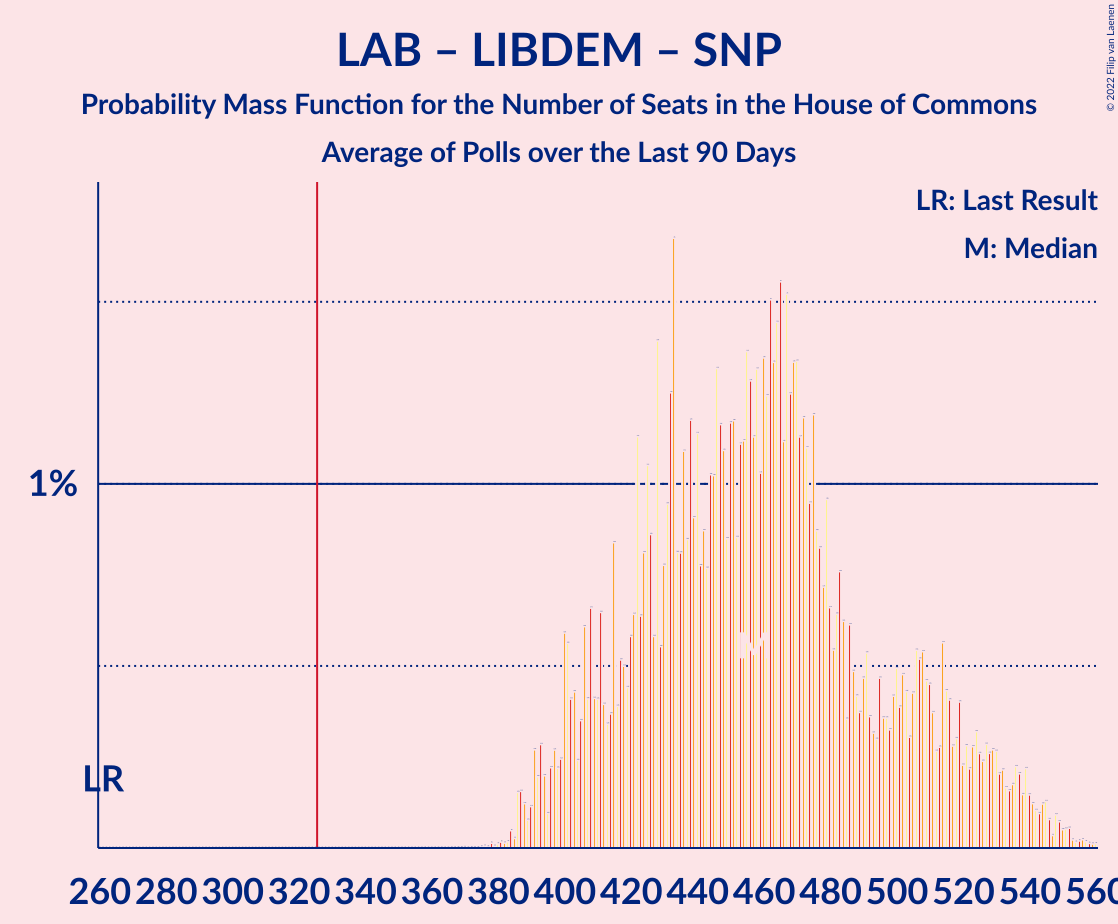 LAB – LIBDEM – SNP
Probability Mass Function for the Number of Seats in the House of Commons
Average of Polls over the Last 90 Days
© 2022 Filip van Laenen
LR: Last Result
M: Median
1%
LR
M
260 280 300 320 340 360 380 400 420 440 460 480 500 520 540 560